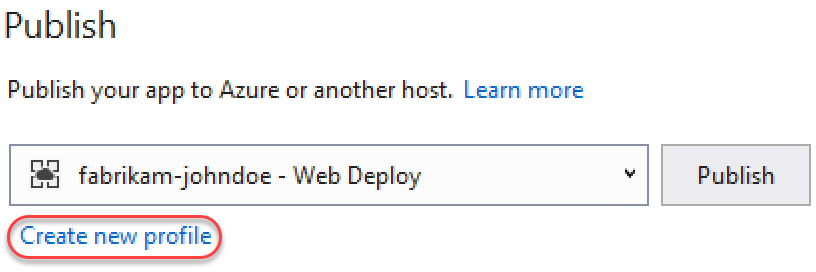 Publish
Publish your app to Azure or another host. Learn more
fabrikam-johndoe - Web Deploy
Publish
Create new profile